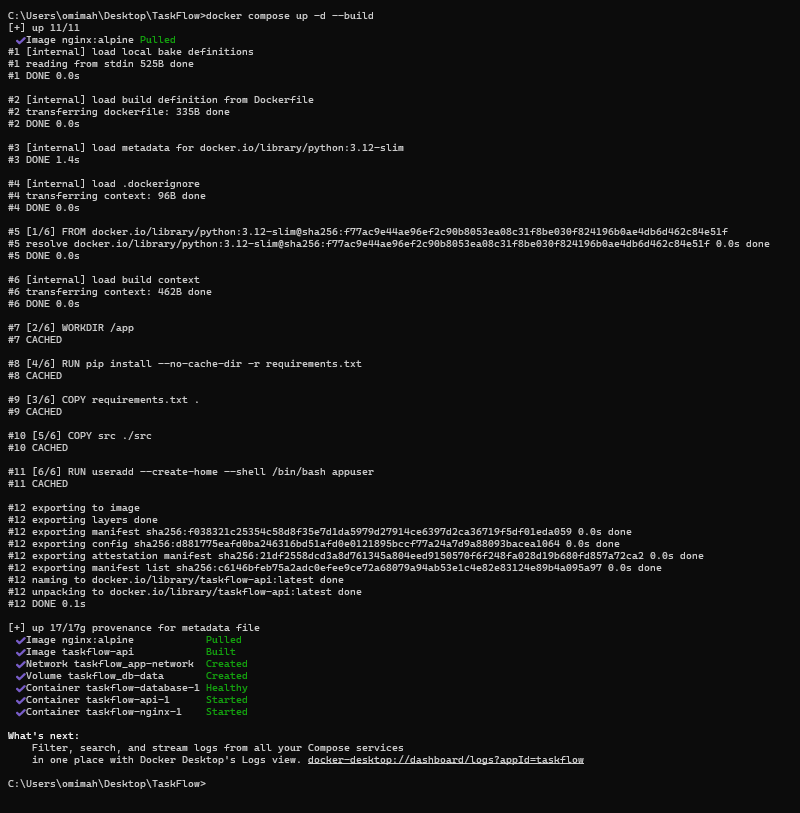 C:\Users\omimah\Desktop\TaskFlow>docker compose up -d --build
[+] up 11/11
✔Image nginx:alpine Pulled
#1 [internal] load local bake definitions
#1 reading from stdin 525B done
#1 DONE 0.0s
#2 [internal] load build definition from Dockerfile
#2 transferring dockerfile: 335B done
#2 DONE 0.0s
#3 [internal] load metadata for docker.io/library/python:3.12-slim
#3 DONE 1.4s
#4 [internal] load .dockerignore
#4 transferring context: 96B done
#4 DONE 0.0s
#5 [1/6] FROM docker.io/library/python:3.12-slim@sha256:f77ac9e44ae96ef2c90b8053ea08c31f8be030f824196b0ae4db6d462c84e51f
#5 resolve docker.io/library/python:3.12-slim@sha256:f77ac9e44ae96ef2c90b8053ea08c31f8be030f824196b0ae4db6d462c84e51f 0.0s done
#5 DONE 0.0s
#6 [internal] load build context
#6 transferring context: 462B done
#6 DONE 0.0s
#7 [2/6] WORKDIR /app
#7 CACHED
#8 [4/6] RUN pip install --no-cache-dir -r requirements.txt
#8 CACHED
#9 [3/6] COPY requirements.txt .
#9 CACHED
#10 [5/6] COPY src ./src
#10 CACHED
#11 [6/6] RUN useradd --create-home --shell /bin/bash appuser
#11 CACHED
#12 exporting to image
#12 exporting layers done
#12 exporting manifest sha256:f038321c25354c58d8f35e7d1da5979d27914ce6397d2ca36719f5df01eda059 0.0s done
#12 exporting config sha256:d881775eafd0ba246316bd51afd0e0121895bccf77a24a7d9a88093bacea1064 0.0s done
#12 exporting attestation manifest sha256:21df2558dcd3a8d761345a804eed9150570f6f248fa028d19b680fd857a72ca2 0.0s done
#12 exporting manifest list sha256:c6146bfeb75a2adc0efee9ce72a68079a94ab53e1c4e82e83124e89b4a095a97 0.0s done
#12 naming to docker.io/library/taskflow-api:latest done
#12 unpacking to docker.io/library/taskflow-api:latest done
#12 DONE 0.1s
[+] up 17/17g provenance for metadata file
✔Image nginx:alpine Pulled
✔Image taskflow-api Built
✔Network taskflow_app-network Created
✔Volume taskflow_db-data Created
✔Container taskflow-database-1 Healthy
✔Container taskflow-api-1 Started
✔Container taskflow-nginx-1 Started
What's next:
Filter, search, and stream logs from all your Compose services
in one place with Docker Desktop's Logs view. docker-desktop://dashboard/logs?appId=taskflow
C:\Users\omimah\Desktop\TaskFlow>